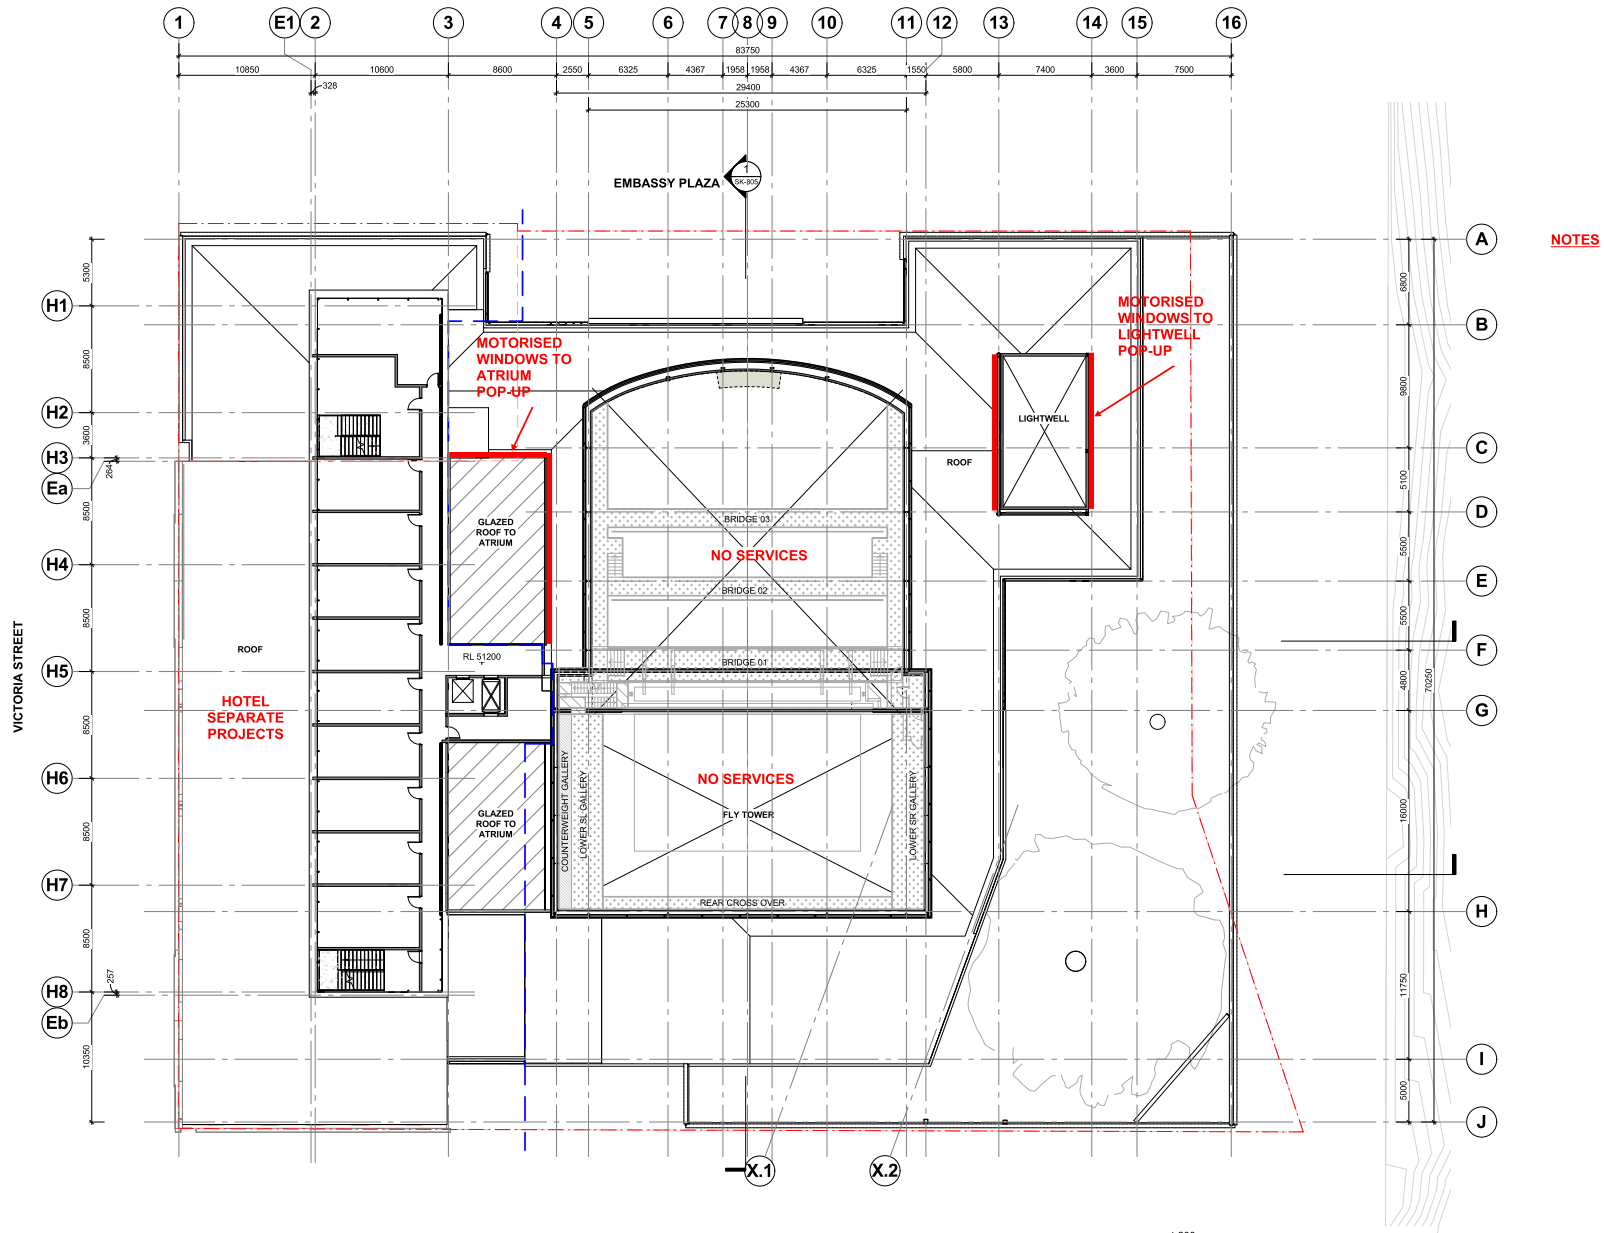 1 E1 2 3 4 5 6 7 8 9 10 11 12 13 14 15 16
83750
10850 10600 8600 2550 6325 4367 1958 1958 4367 6325 1550 5800 7400 3600 7500
328
29400
25300
1
SK-805
EMBASSY PLAZA
A
NOTES
5300
6800
H1
B
MOTORISED
WINDOWS TO
LIGHTWELL
POP-UP
MOTORISED
WINDOWS TO
ATRIUM
POP-UP
8500
9800
H2
LIGHTWELL
3600
H3
C
ROOF
264
Ea
5100
8500
D
BRIDGE 03
GLAZED
ROOF TO
ATRIUM
NO SERVICES
5500
H4
E
BRIDGE 02
8500
5500
VICTORIA STREET
ROOF
RL 51200
BRIDGE 01
F
H5
4800
70250
HOTEL
SEPARATE
PROJECTS
G
8500
H6
NO SERVICES
COUNTERWEIGHT GALLERY
LOWER SL GALLERY
LOWER SR GALLERY
GLAZED
ROOF TO
ATRIUM
FLY TOWER
16000
8500
H7
REAR CROSS OVER
H
8500
257
H8
11750
Eb
10350
I
5000
J
X.1 X.2